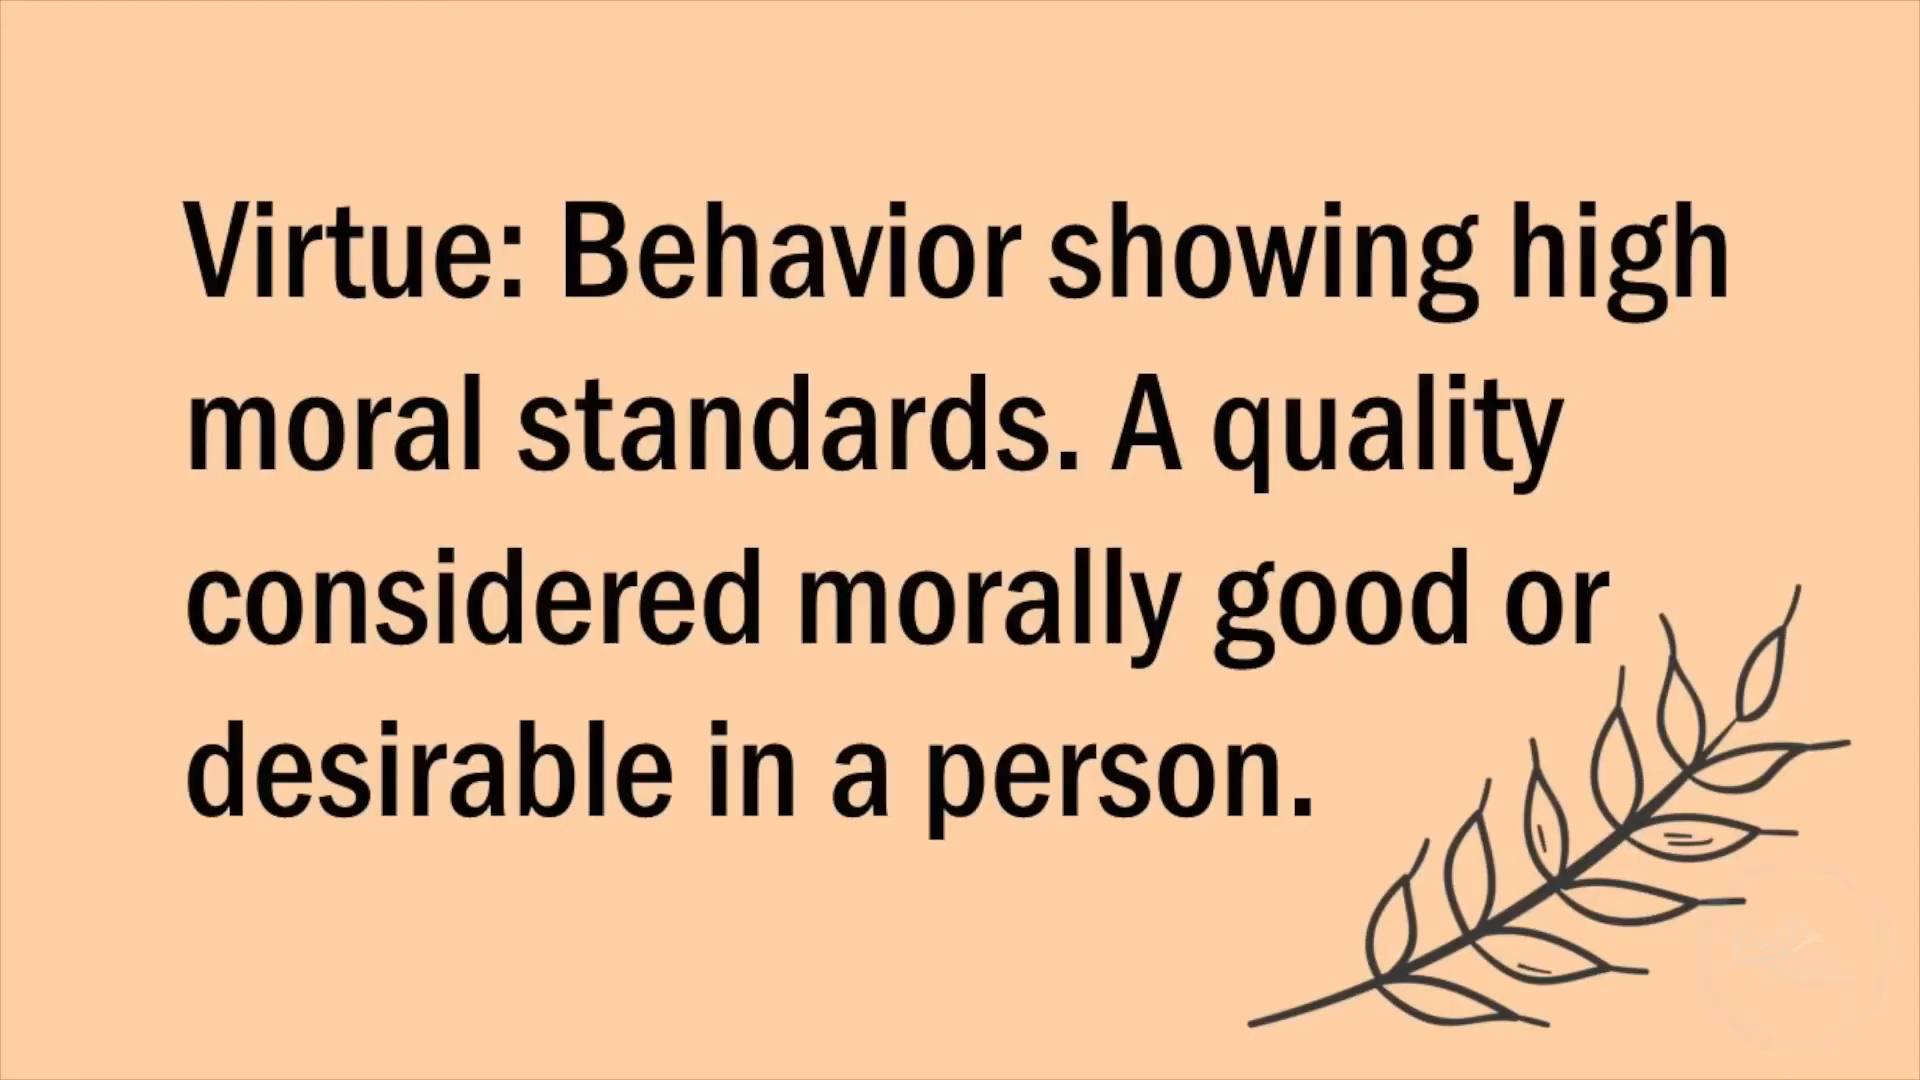 Virtue: Behavior showing high
moral standards. A quality
considered morally good or
desirable in a person.